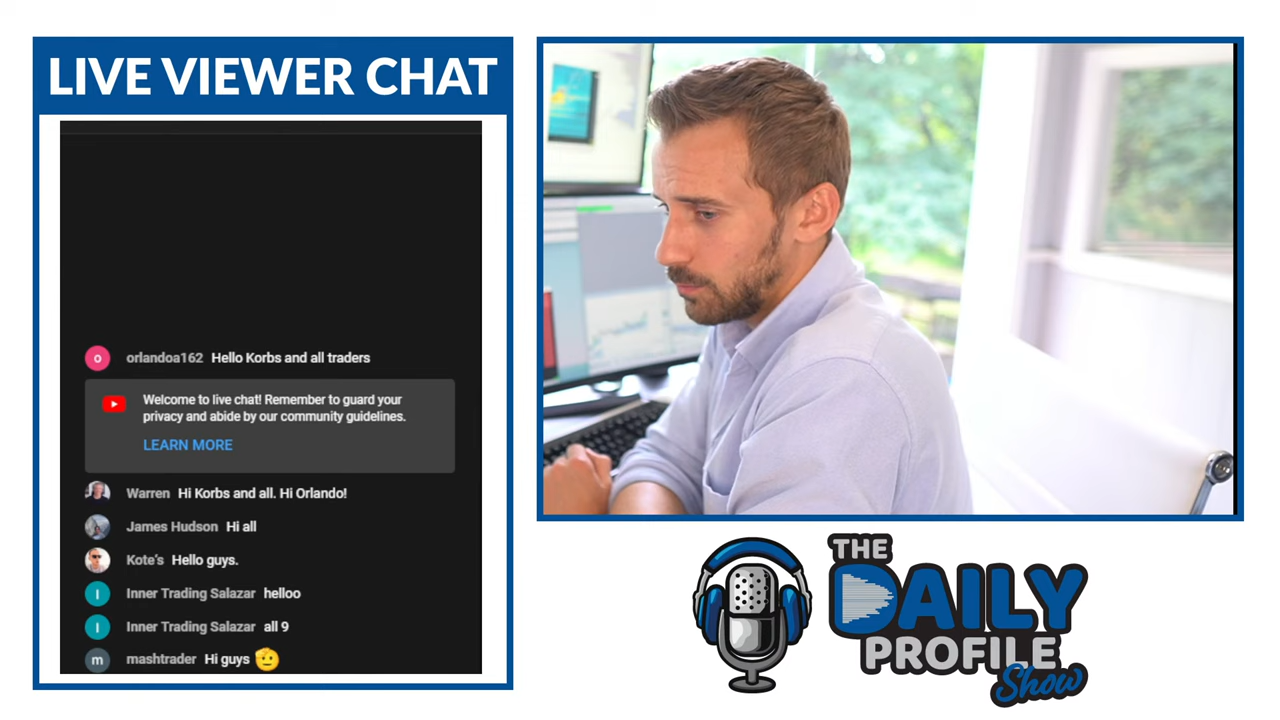 LIVE VIEWER CHAT
orlandoa162 Hello Korbs and all traders
Welcome to live chat! Remember to guard your
privacy and abide by our community guidelines.
LEARN MORE
Warren Hi Korbs and all. Hi Orlando!
James Hudson Hi all
Kote's Hello guys.
Inner Trading Salazar helloo
Inner Trading Salazar all 9
mashtrader Hi guys 🫡
THE
DAILY
PROFILE
Show